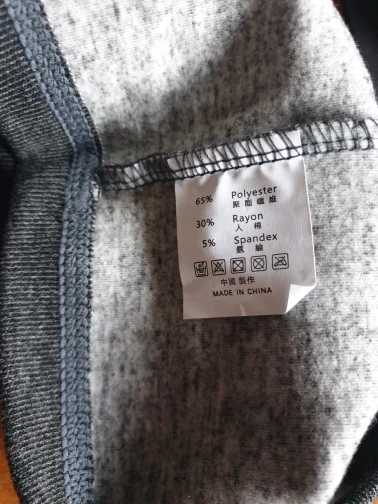 65% Polyester
聚酯纖維
30% Rayon
人棉
5% Spandex
氨綸
中國製作
MADE IN CHINA